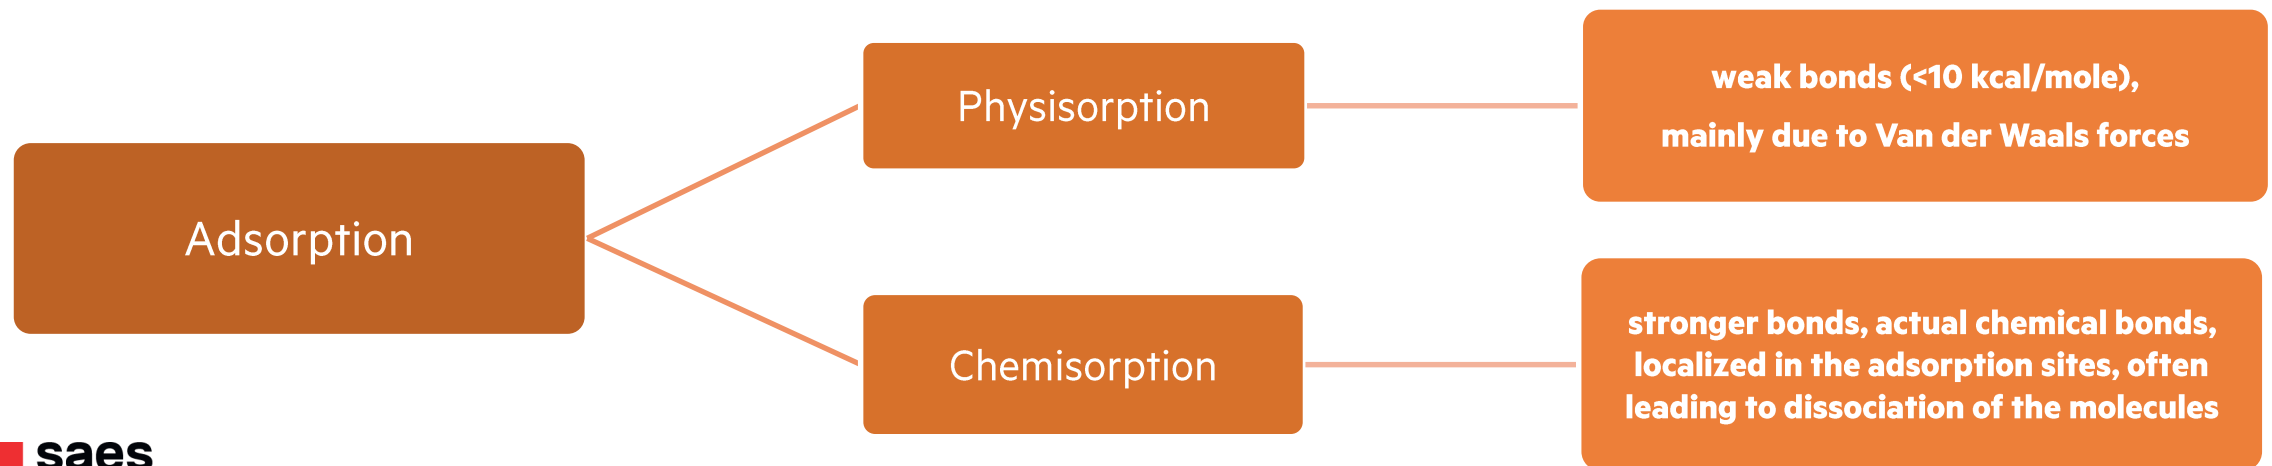 Adsorption
Physisorption
weak bonds (<10 kcal/mole),
mainly due to Van der Waals forces
Chemisorption
stronger bonds, actual chemical bonds,
localized in the adsorption sites, often
leading to dissociation of the molecules
saes